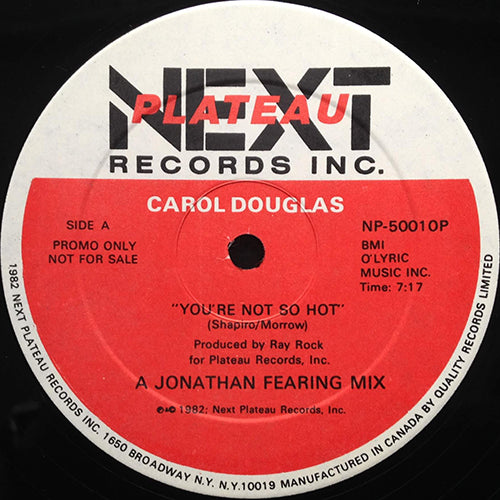 NEXT
PLATEAU
RECORDS INC.
CAROL DOUGLAS
SIDE A
PROMO ONLY
NOT FOR SALE
NP-50010P
BMI
O'LYRIC
MUSIC INC.
Time: 7:17
"YOU'RE NOT SO HOT"
(Shapiro/Morrow)
Produced by Ray Rock
for Plateau Records, Inc.
A JONATHAN FEARING MIX
℗&© 1982; Next Plateau Records, Inc.
1982 NEXT PLATEAU RECORDS INC. 1650 BROADWAY N.Y. N.Y.10019 MANUFACTURED IN CANADA BY QUALITY RECORDS LIMITED